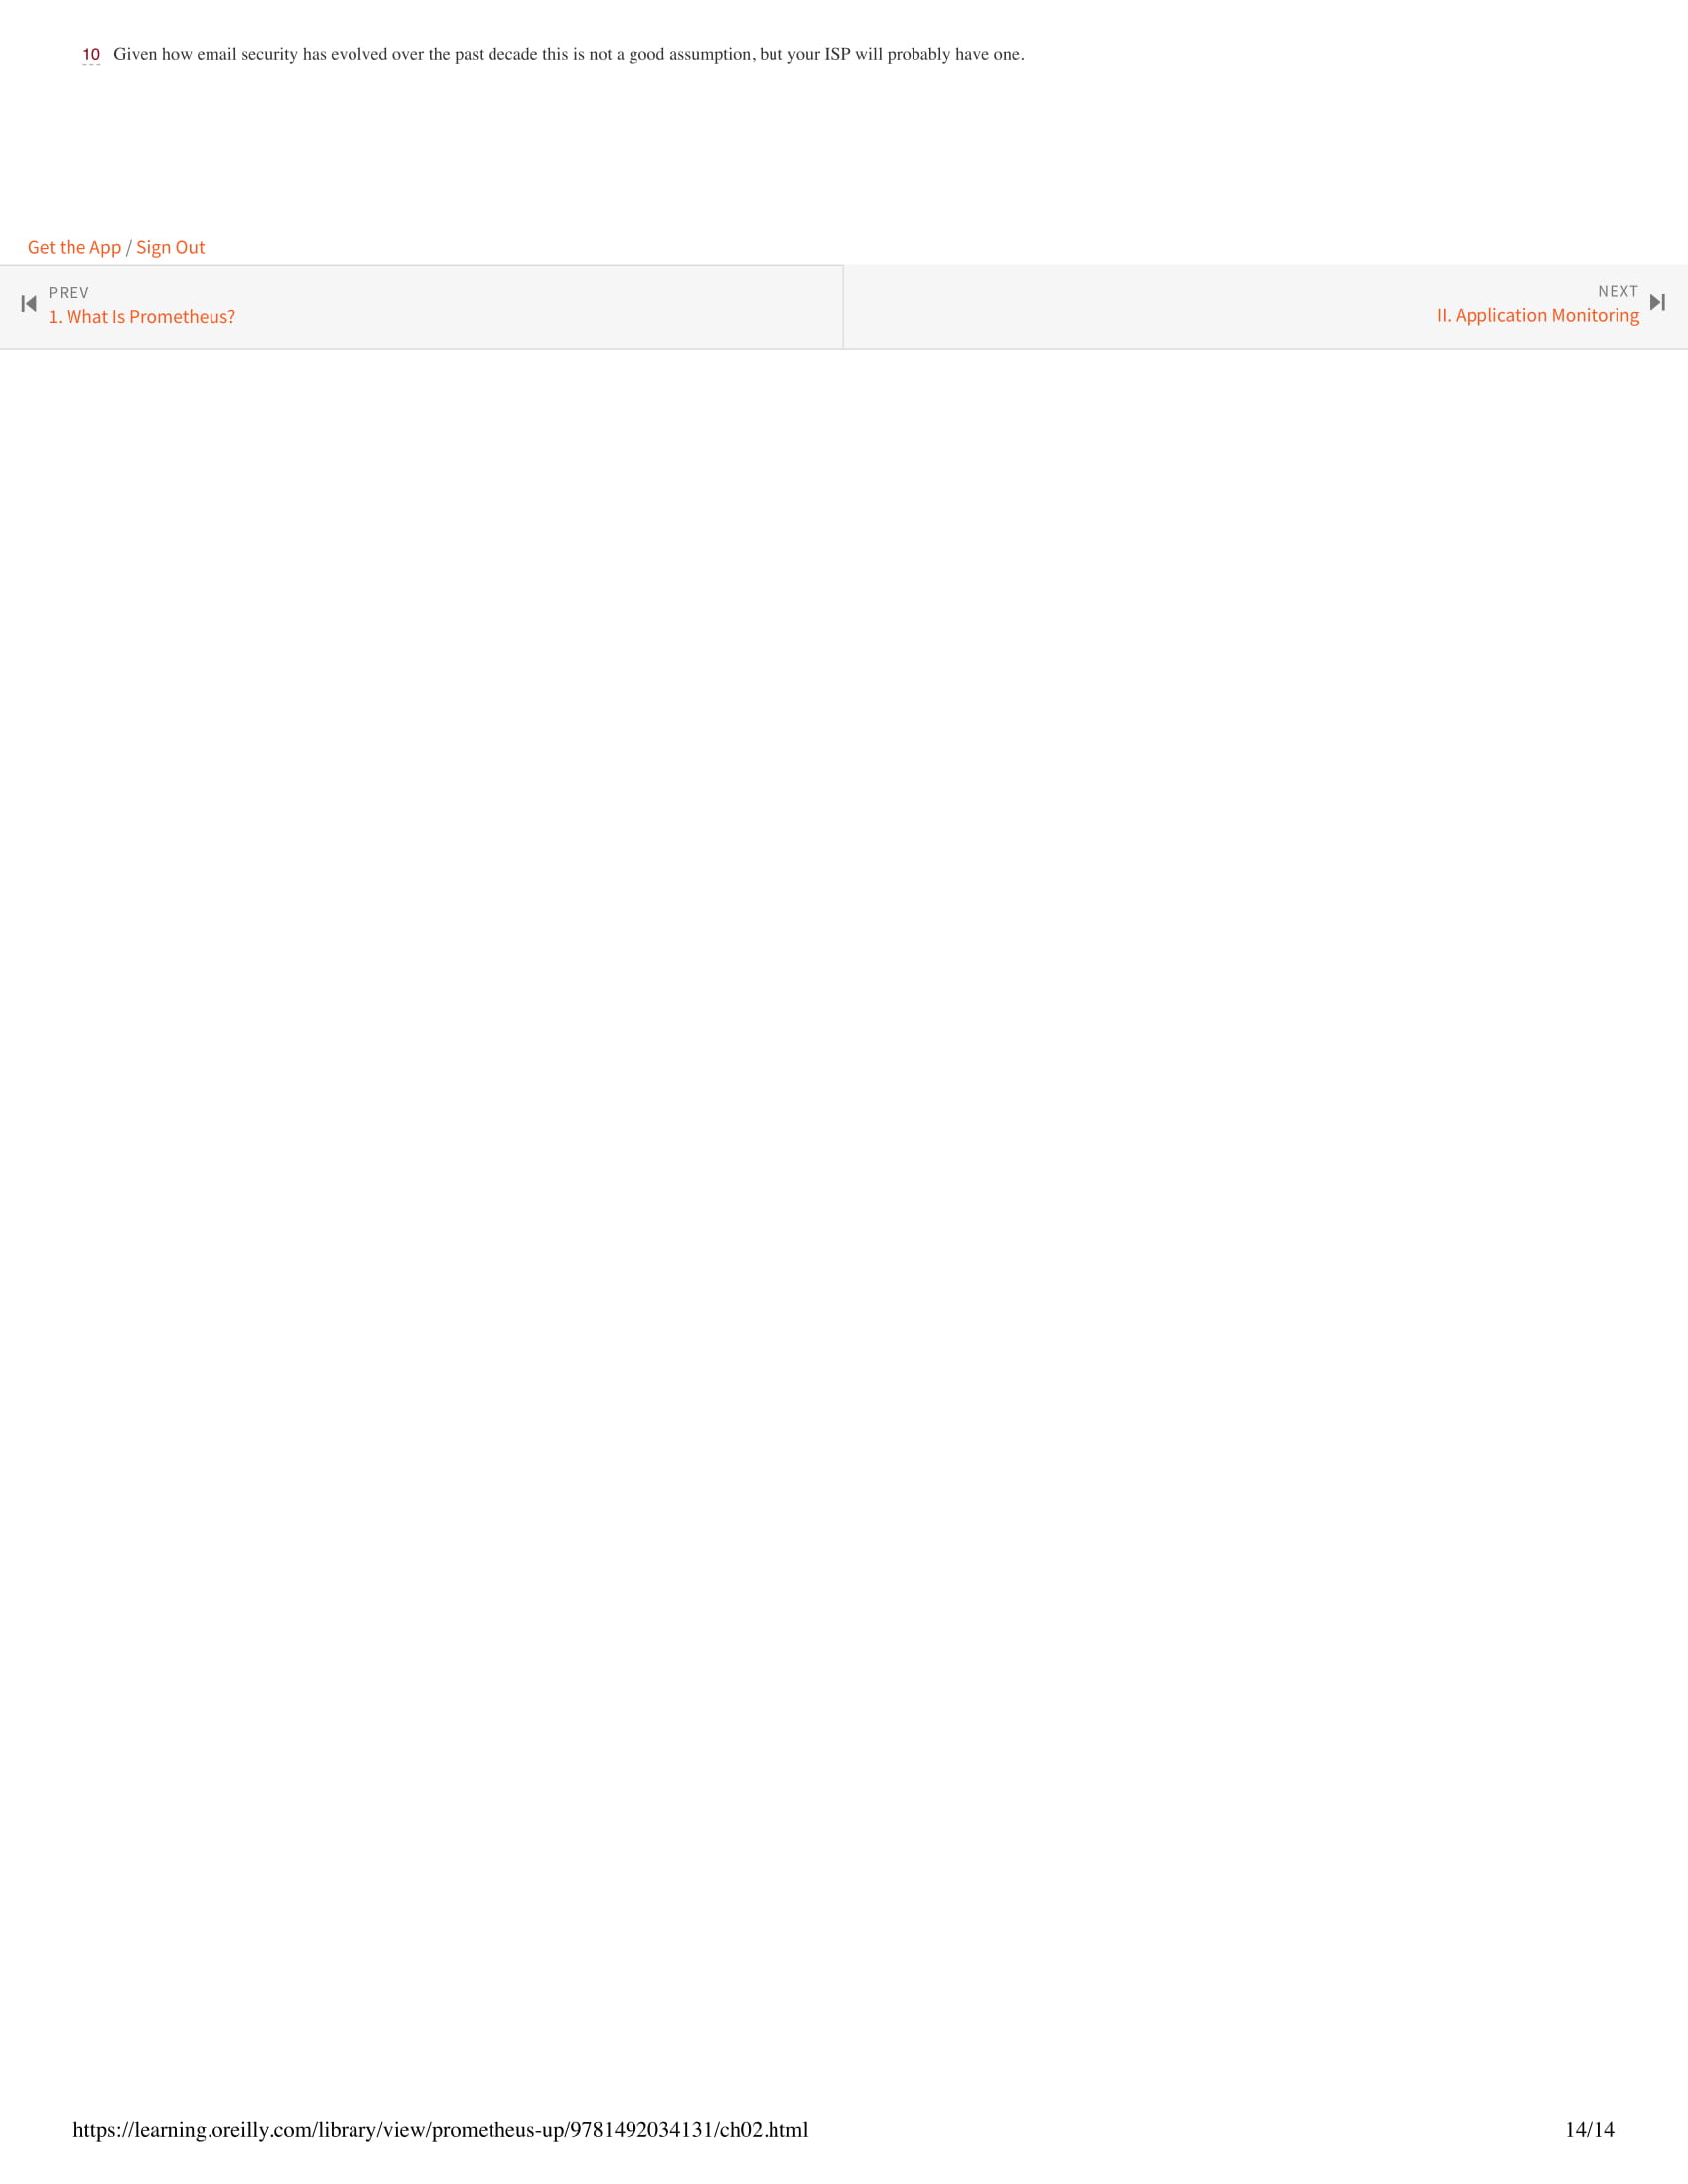 10 Given how email security has evolved over the past decade this is not a good assumption, but your ISP will probably have one.
Get the App / Sign Out
PREV
1. What Is Prometheus?
NEXT
II. Application Monitoring
https://learning.oreilly.com/library/view/prometheus-up/9781492034131/ch02.html 14/14